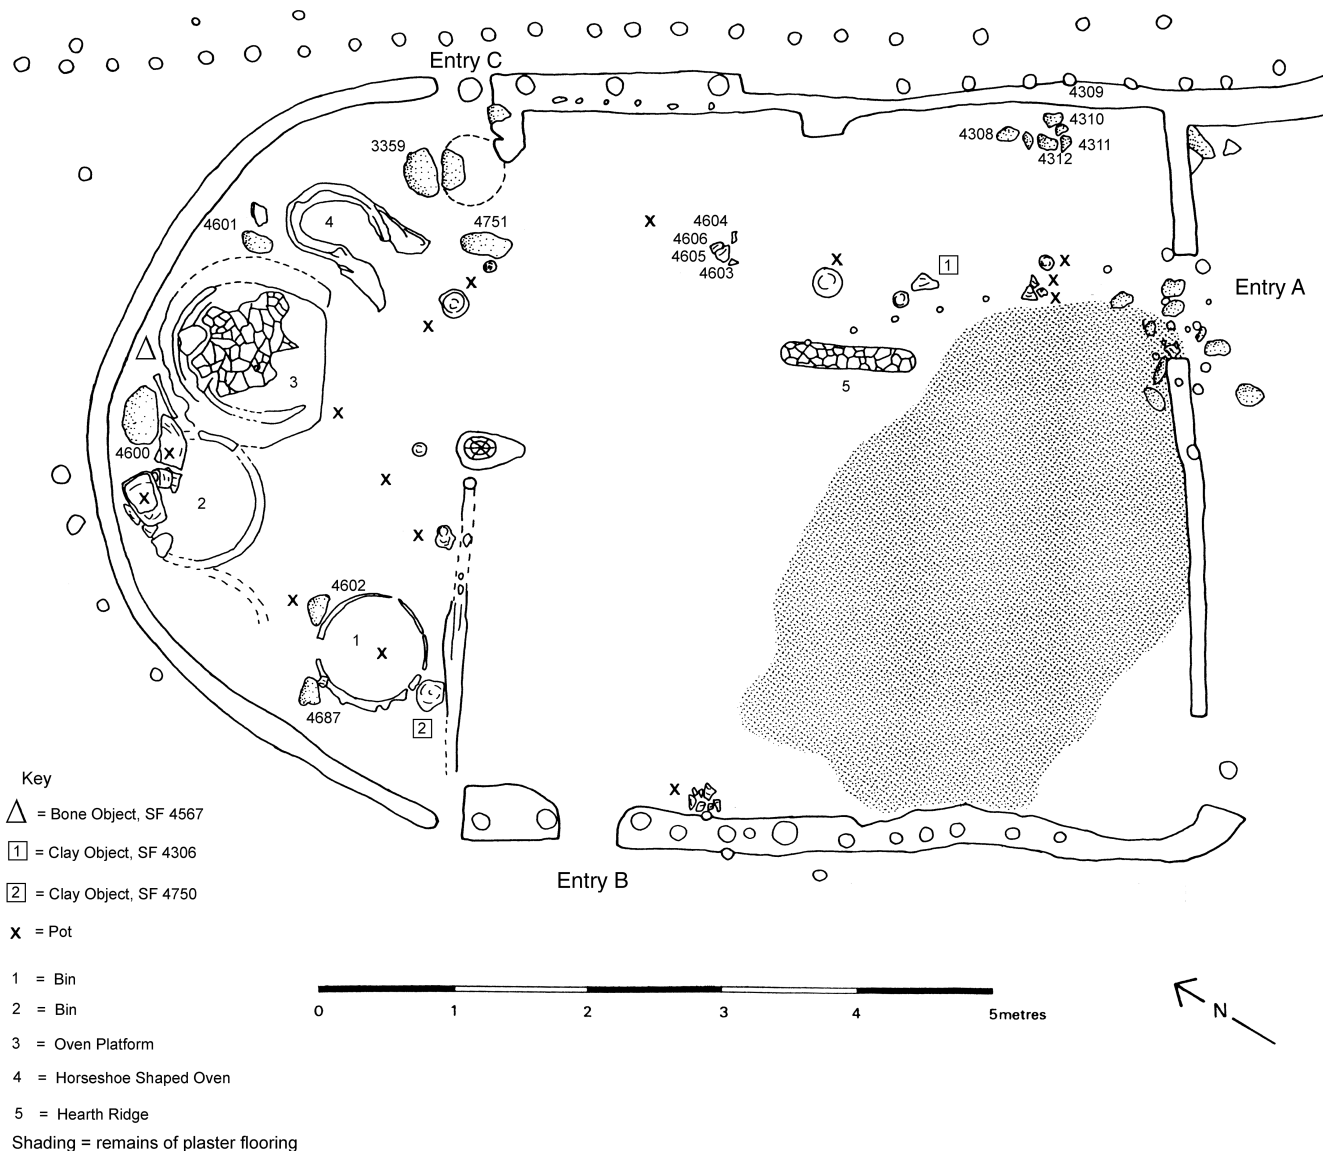 Entry C
4309
4310
4308
4311
4312
3359
4601
4
4751
X
4604
4606
4605
4603
X
1
X
X
X
X
X
Entry A
3
5
X
4600
X
X
2
X
X
4602
X
1
X
4687
2
X
Entry B
Key
= Bone Object, SF 4567
1 = Clay Object, SF 4306
2 = Clay Object, SF 4750
X = Pot
1 = Bin
2 = Bin
3 = Oven Platform
4 = Horseshoe Shaped Oven
5 = Hearth Ridge
Shading = remains of plaster flooring
0 1 2 3 4 5 metres
N